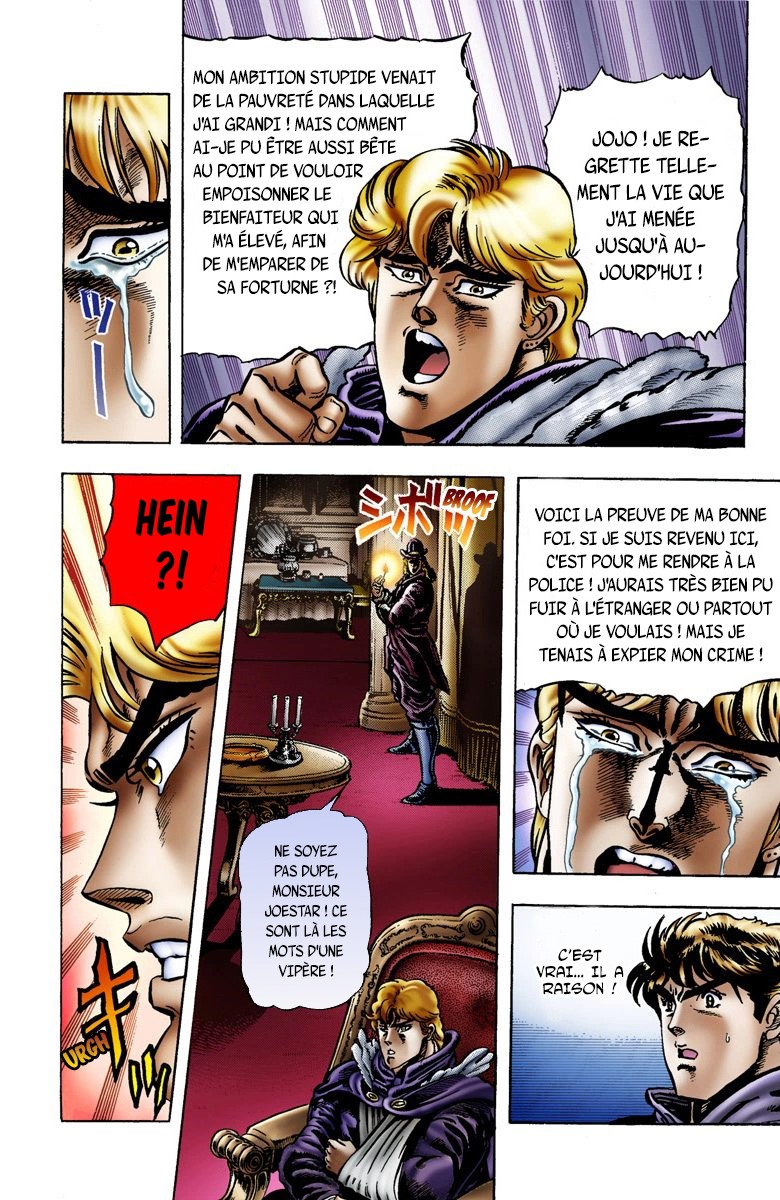 JOJO ! JE RE-
GRETTE TELLE-
MENT LA VIE QUE
J'AI MENÉE
JUSQU'À AU-
JOURD'HUI !
MON AMBITION STUPIDE VENAIT
DE LA PAUVRETÉ DANS LAQUELLE
J'AI GRANDI ! MAIS COMMENT
AI-JE PU ÊTRE AUSSI BÊTE
AU POINT DE VOULOIR
EMPOISONNER LE
BIENFAITEUR QUI
M'A ÉLEVÉ, AFIN
DE M'EMPARER DE
SA FORTURNE ?!
ツー
VOICI LA PREUVE DE MA BONNE
FOI. SI JE SUIS REVENU ICI,
C'EST POUR ME RENDRE À LA
POLICE ! J'AURAIS TRÈS BIEN PU
FUIR À L'ÉTRANGER OU PARTOUT
OÙ JE VOULAIS ! MAIS JE
TENAIS À EXPIER MON CRIME !
C'EST
VRAI... IL A
RAISON !
シボッ
BROOF
NE SOYEZ
PAS DUPE,
MONSIEUR
JOESTAR ! CE
SONT LÀ LES
MOTS D'UNE
VIPÈRE !
HEIN
?!
URGH
キ